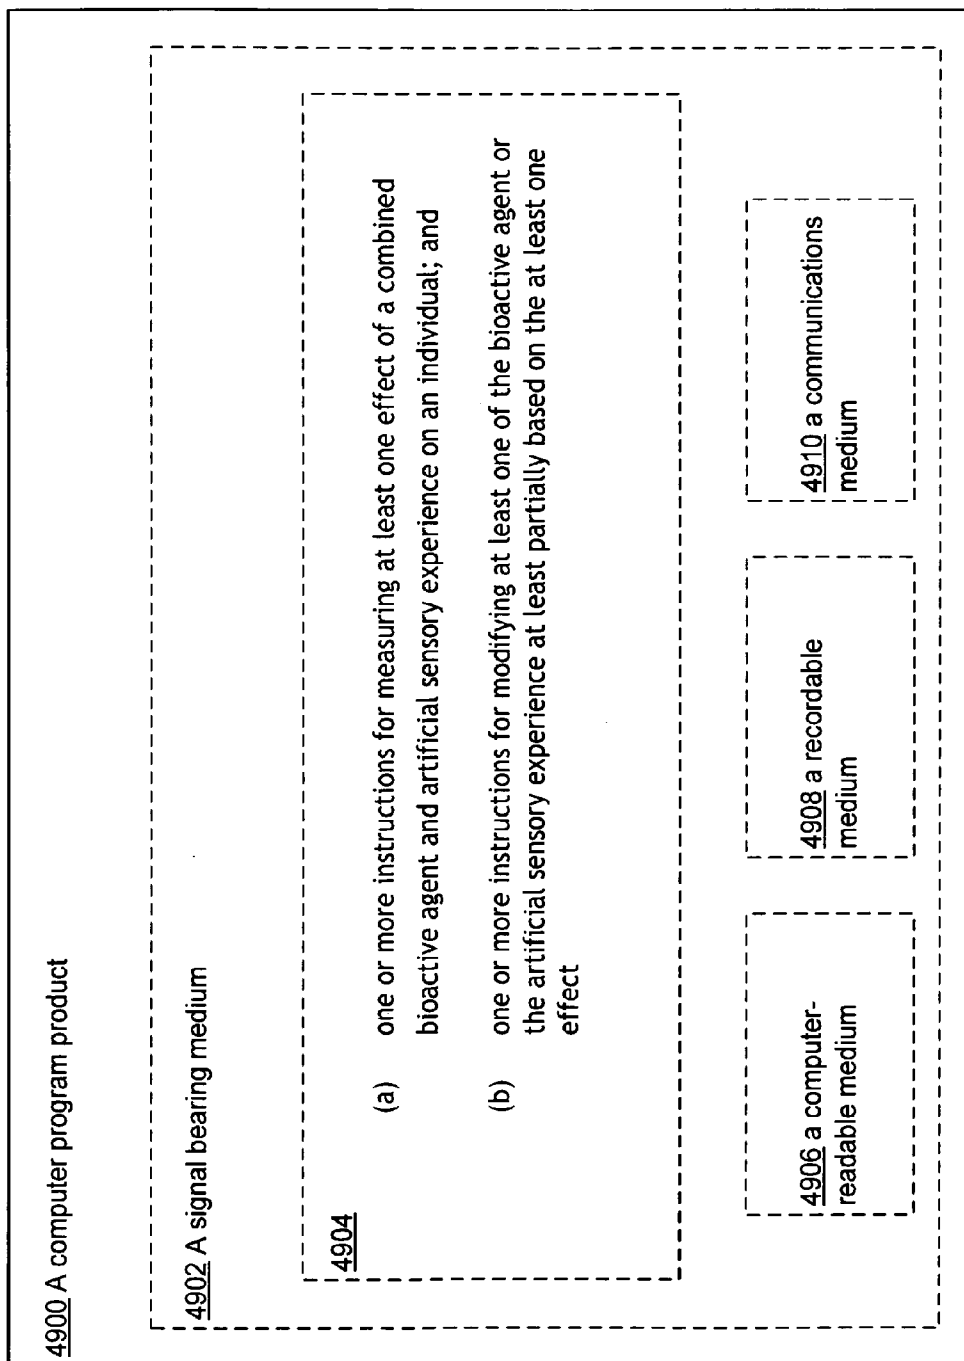 4900 A computer program product
4902 A signal bearing medium
4904
(a) one or more instructions for measuring at least one effect of a combined
bioactive agent and artificial sensory experience on an individual; and
(b) one or more instructions for modifying at least one of the bioactive agent or
the artificial sensory experience at least partially based on the at least one
effect
4906 a computer-
readable medium
4908 a recordable
medium
4910 a communications
medium